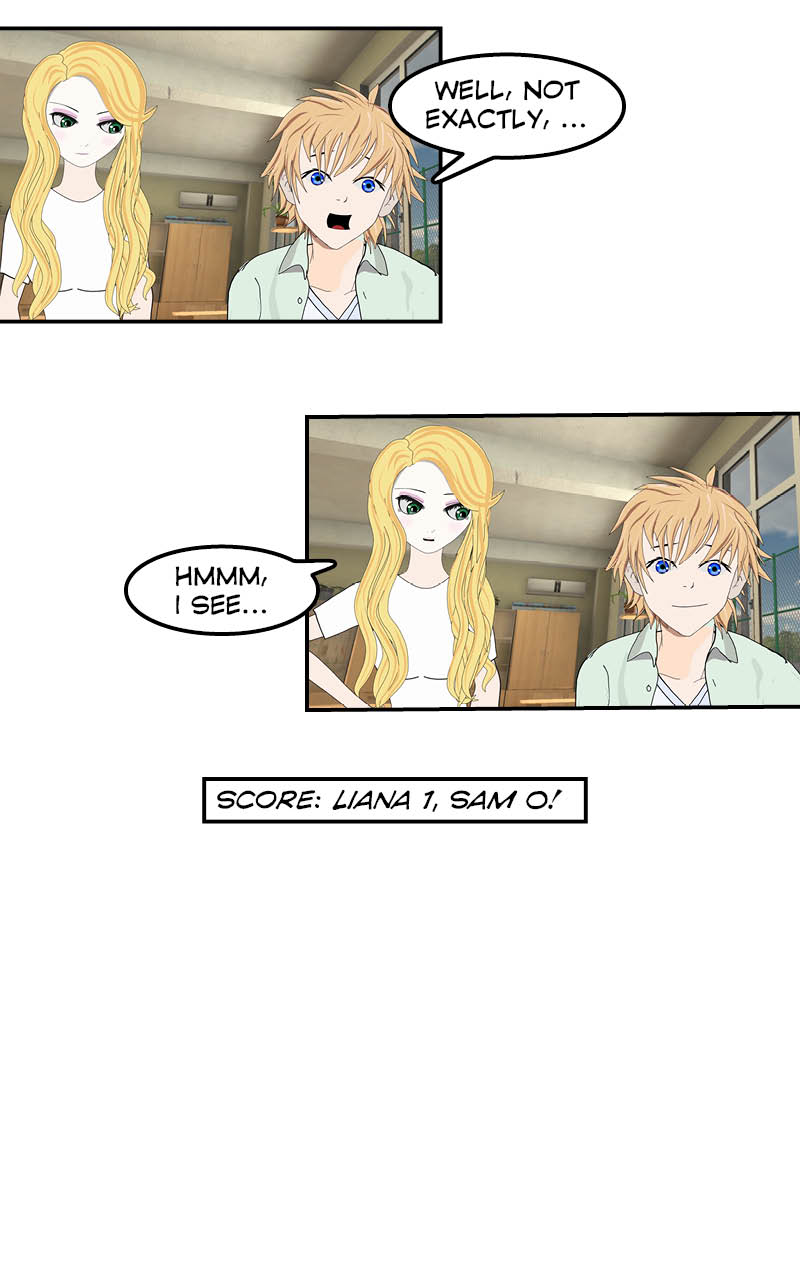 WELL, NOT
EXACTLY, ...
HMMM,
I SEE...
SCORE: LIANA 1, SAM 0!